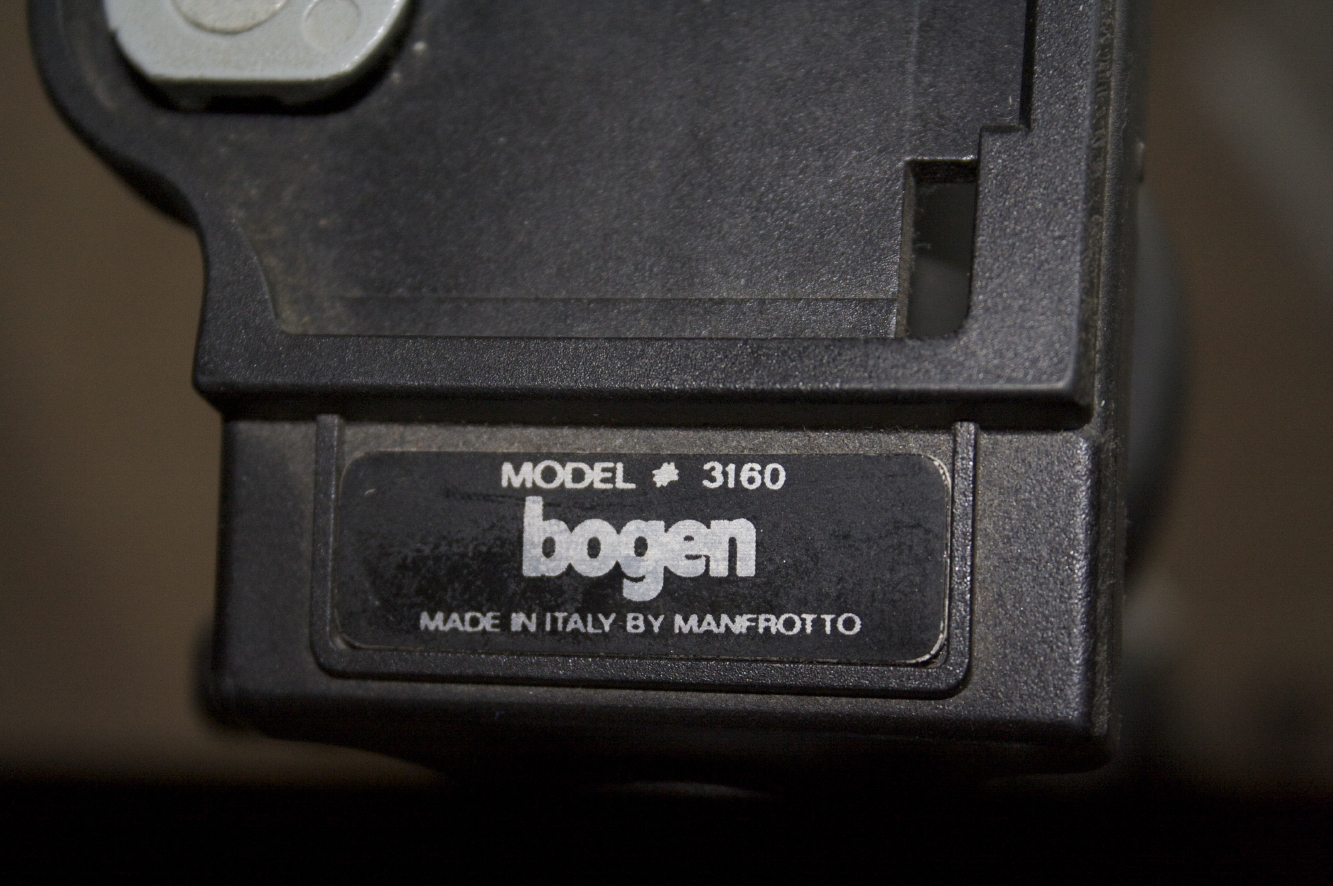 MODEL # 3160
bogen
MADE IN ITALY BY MANFROTTO